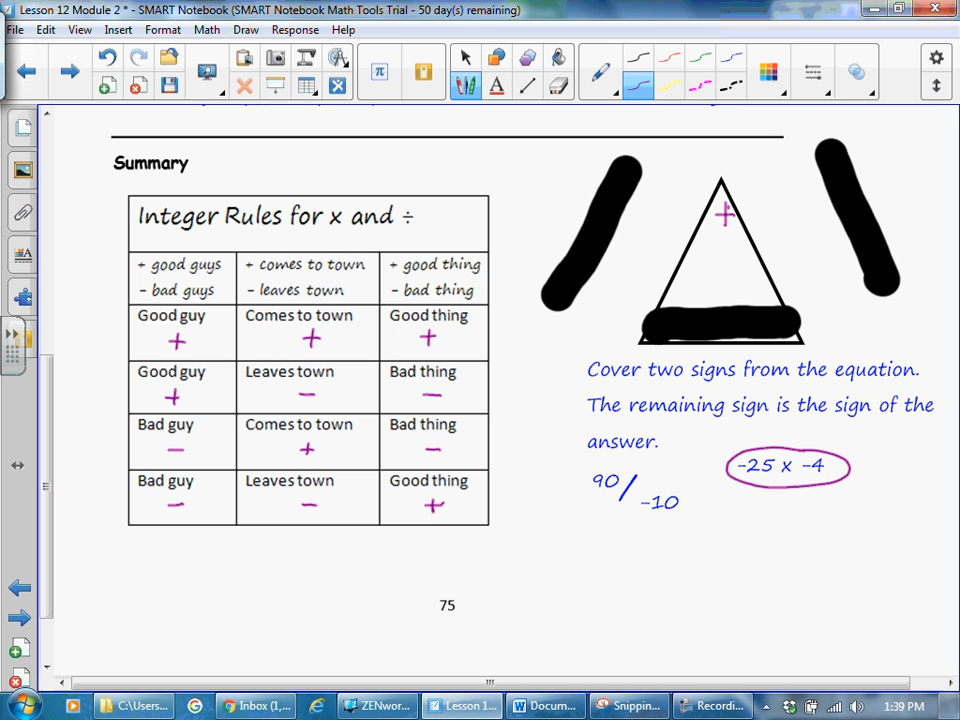 Lesson 12 Module 2 * - SMART Notebook (SMART Notebook Math Tools Trial - 50 day(s) remaining)
File Edit View Insert Format Math Draw Response Help
Summary
Integer Rules for x and ÷
+ good guys + comes to town + good thing
- bad guys - leaves town - bad thing
Good guy Comes to town Good thing
+ + +
Good guy Leaves town Bad thing
+ - -
Bad guy Comes to town Bad thing
- + -
Bad guy Leaves town Good thing
- - +
+
Cover two signs from the equation.
The remaining sign is the sign of the
answer.
-25 x -4
90/-10
75
C:\Users... Inbox (1,... ZENwor... Lesson 1... Docum... Snippin... Recordi... 1:39 PM